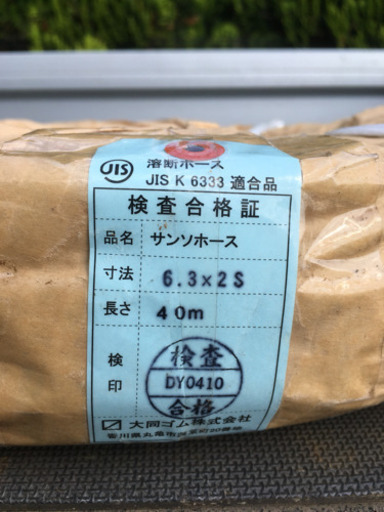 JIS
溶断ホース
JIS K 6333 適合品
検査合格証
品名 サンソホース
寸法 6.3×2S
長さ 40m
検印
検査
DY0410
合格
大同ゴム株式会社